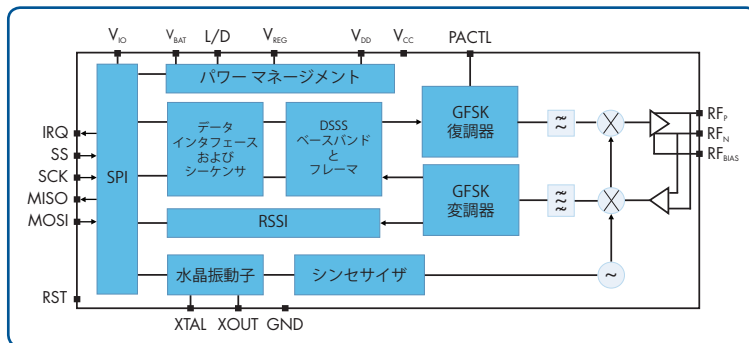 VIO VBAT L/D VREG VDD VCC PACTL
パワー マネージメント
IRQ
SS
SCK
MISO
MOSI
RST
SPI
データ
インタフェース
および
シーケンサ
DSSS
ベースバンド
と
フレーマ
GFSK
復調器
GFSK
変調器
RSSI
水晶振動子
シンセサイザ
~
RFP
RFN
RFBIAS
XTAL XOUT GND